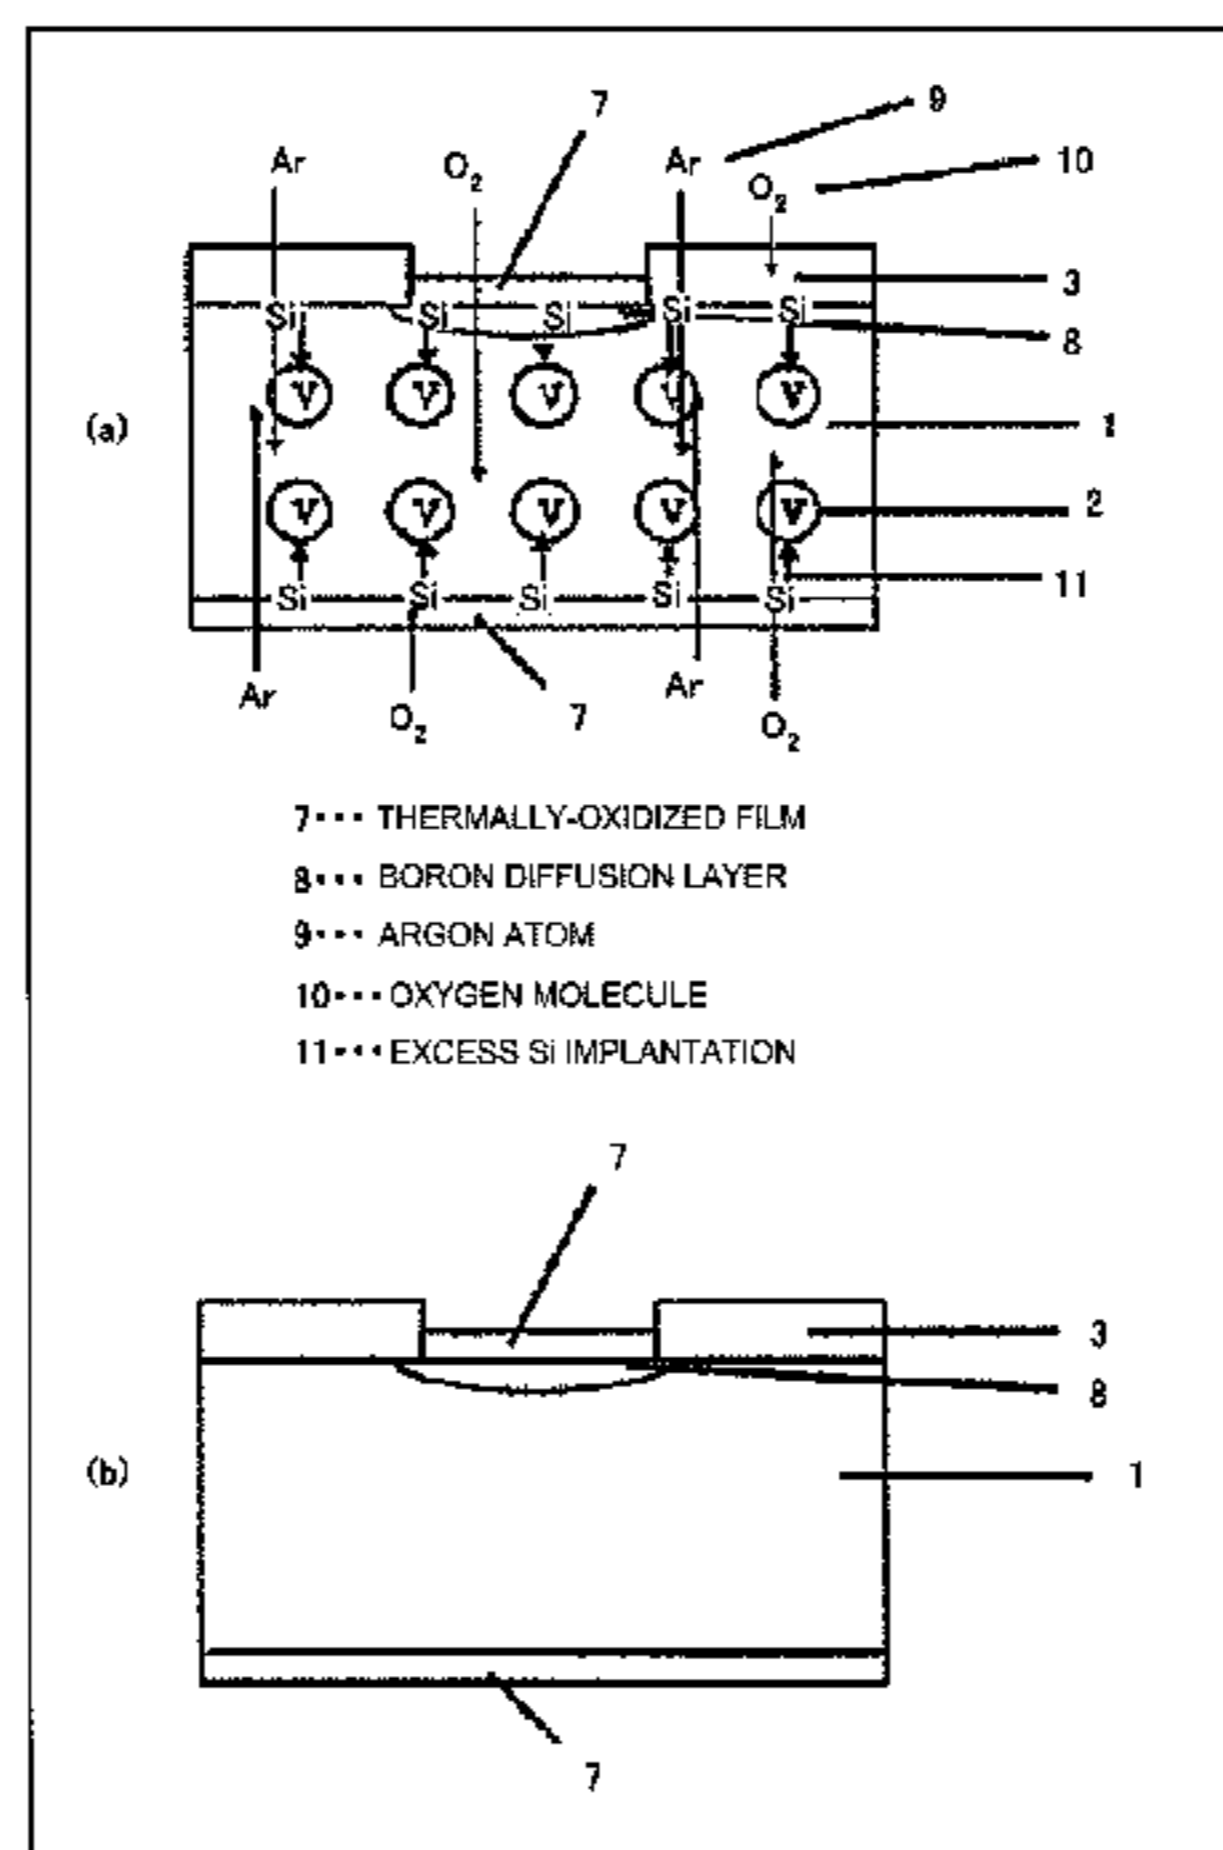 7 9
Ar O2 Ar 10
O2
3
Si Si Si Si Si
8
V V V V V
(a) 1
V V V V V 2
11
Si Si Si Si Si
Ar Ar
O2 7 O2
7··· THERMALLY-OXIDIZED FILM
8··· BORON DIFFUSION LAYER
9··· ARGON ATOM
10··· OXYGEN MOLECULE
11··· EXCESS Si IMPLANTATION
7
3
8
(b) 1
7